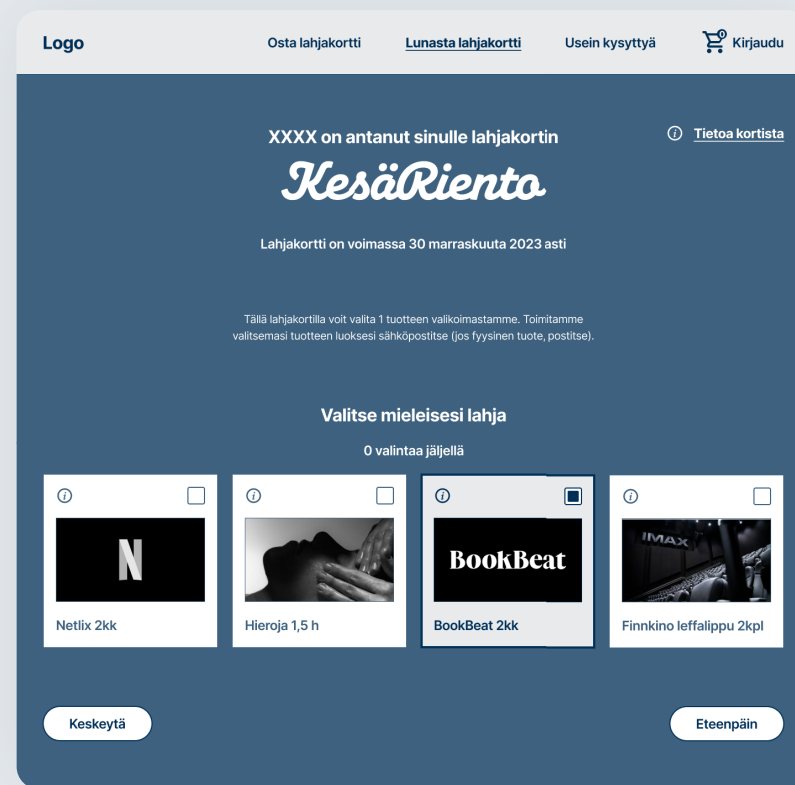 Logo
Osta lahjakortti
Lunasta lahjakortti
Usein kysyttyä
0
Kirjaudu
XXXX on antanut sinulle lahjakortin
Tietoa kortista
KesäRiento
Lahjakortti on voimassa 30 marraskuuta 2023 asti
Tällä lahjakortilla voit valita 1 tuotteen valikoimastamme. Toimitamme
valitsemasi tuotteen luoksesi sähköpostitse (jos fyysinen tuote, postitse).
Valitse mieleisesi lahja
0 valintaa jäljellä
N
Netlix 2kk
Hieroja 1,5 h
BookBeat
BookBeat 2kk
IMAX
Finnkino leffalippu 2kpl
Keskeytä
Eteenpäin